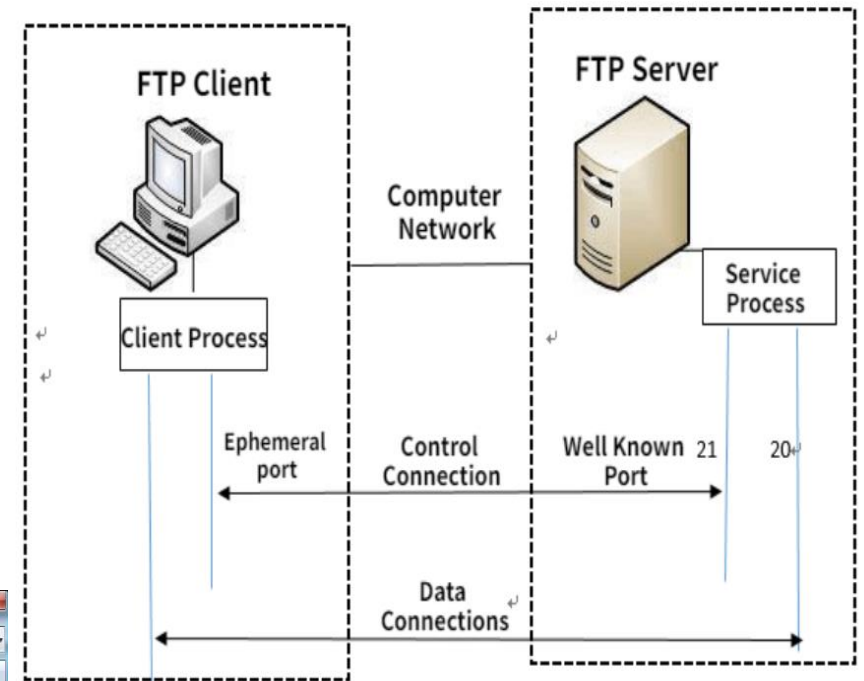 FTP Client
FTP Server
Computer
Network
Service
Process
Client Process
↵
↵
↵
Ephemeral
port
Control
Connection
Well Known
Port
21
20↵
Data
Connections
↵